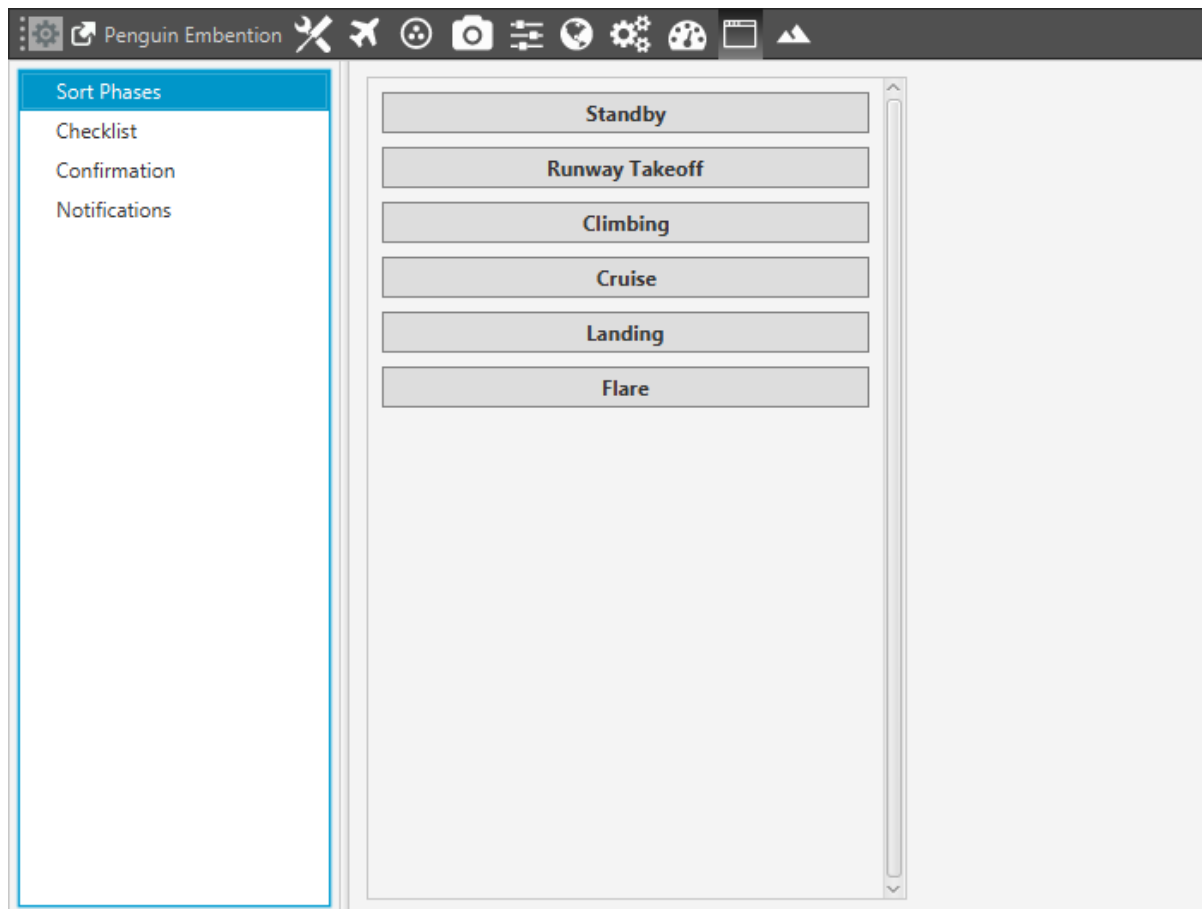 Penguin Embention
Sort Phases
Checklist
Confirmation
Notifications
Standby
Runway Takeoff
Climbing
Cruise
Landing
Flare